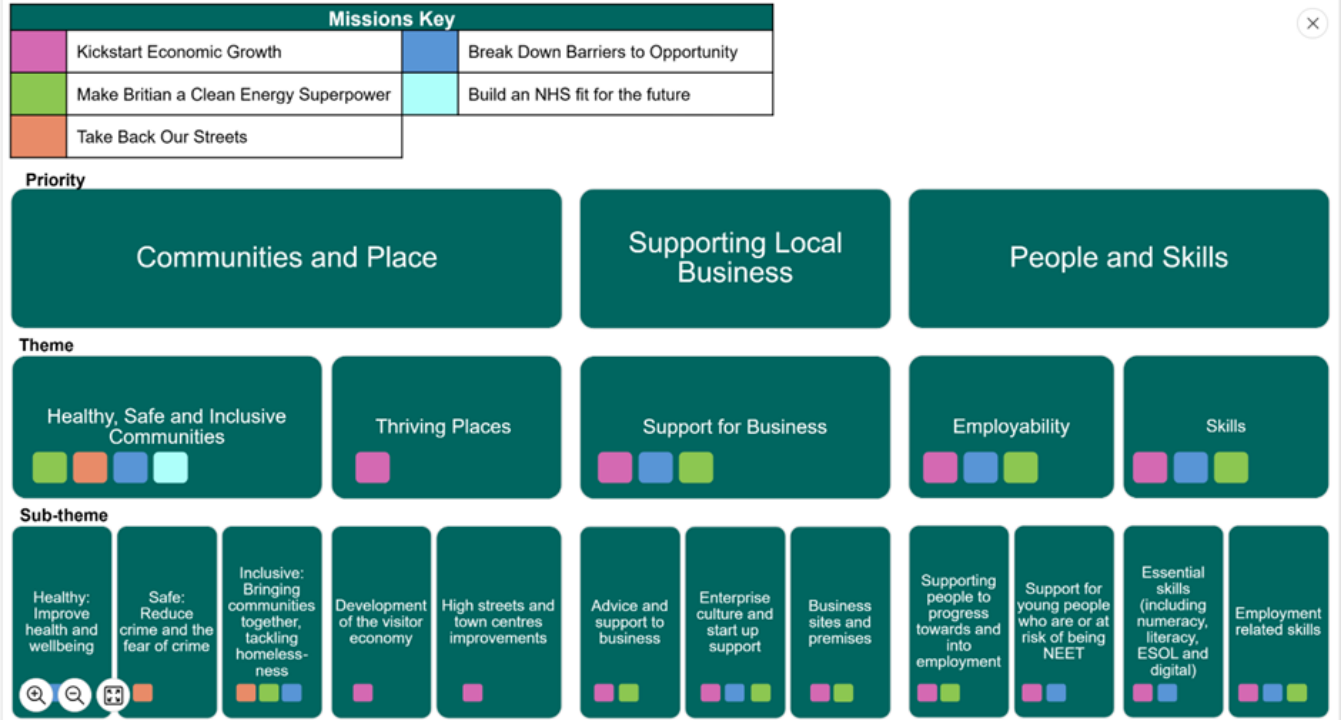 Missions Key
Kickstart Economic Growth
Break Down Barriers to Opportunity
Make Britian a Clean Energy Superpower
Build an NHS fit for the future
Take Back Our Streets
Priority
Communities and Place
Supporting Local
Business
People and Skills
Theme
Healthy, Safe and Inclusive
Communities
Thriving Places
Support for Business
Employability
Skills
Sub-theme
Healthy:
Improve
health and
wellbeing
Safe:
Reduce
crime and the
fear of crime
Inclusive:
Bringing
communities
together,
tackling
homeless-
ness
Development
of the visitor
economy
High streets and
town centres
improvements
Advice and
support to
business
Enterprise
culture and
start up
support
Business
sites and
premises
Supporting
people to
progress
towards and
into
employment
Support for
young people
who are or at
risk of being
NEET
Essential
skills
(including
numeracy,
literacy,
ESOL and
digital)
Employment
related skills